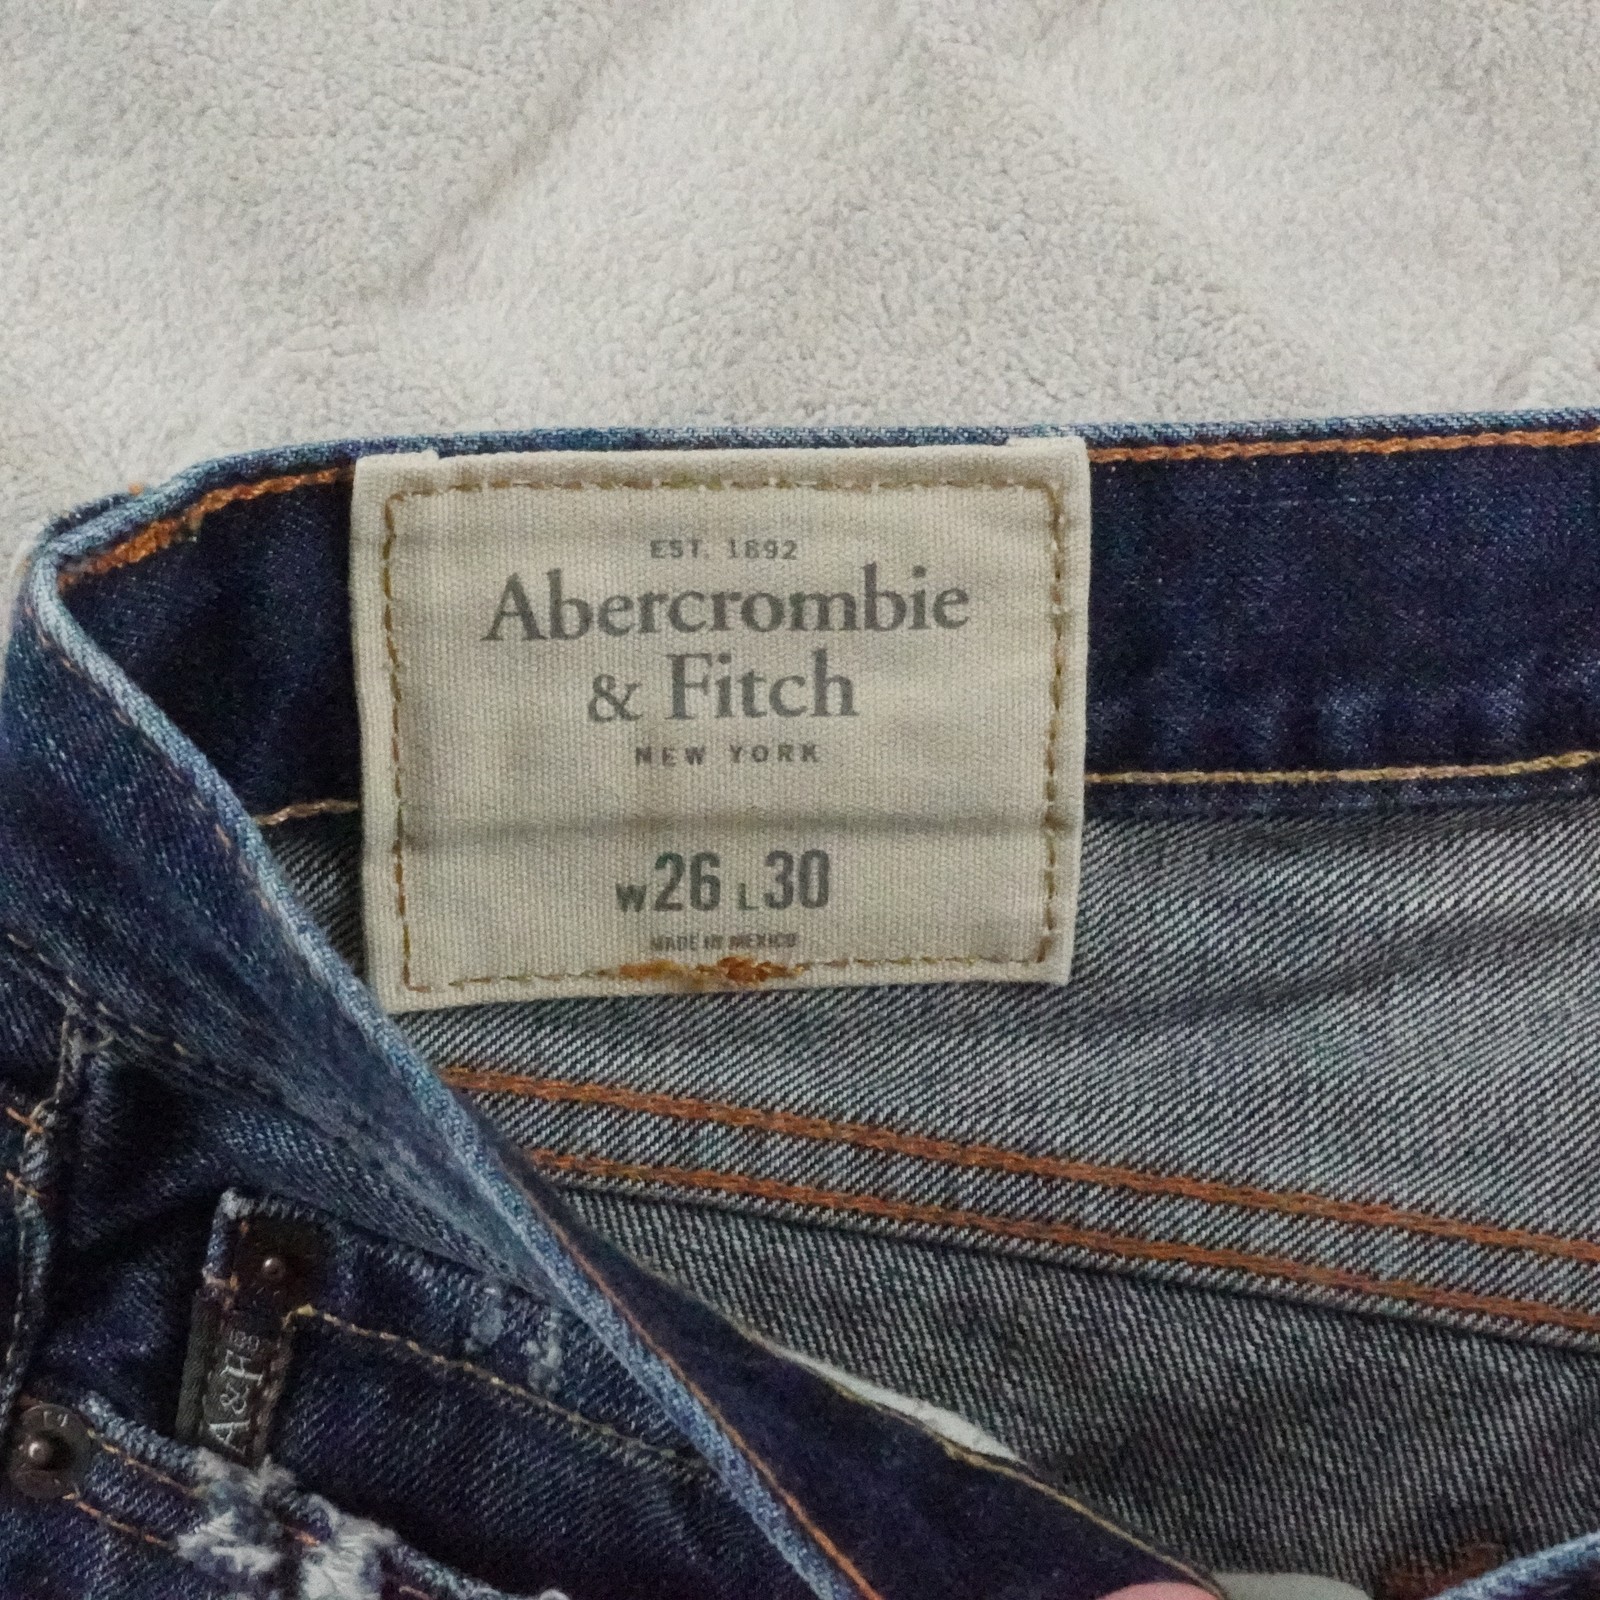 EST. 1892
Abercrombie
& Fitch
NEW YORK
W26 L30
MADE IN MEXICO
A&F